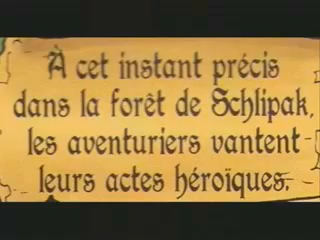 À cet instant précis
dans la forêt de Schlipak,
les aventuriers vantent
leurs actes héroïques.